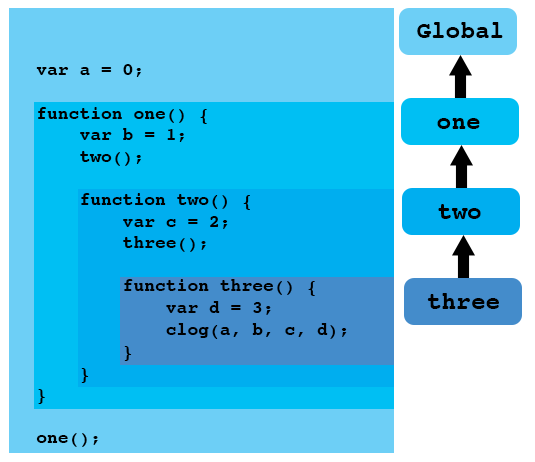 var a = 0;
function one() {
var b = 1;
two();
function two() {
var c = 2;
three();
function three() {
var d = 3;
clog(a, b, c, d);
}
}
}
one();
Global
one
two
three